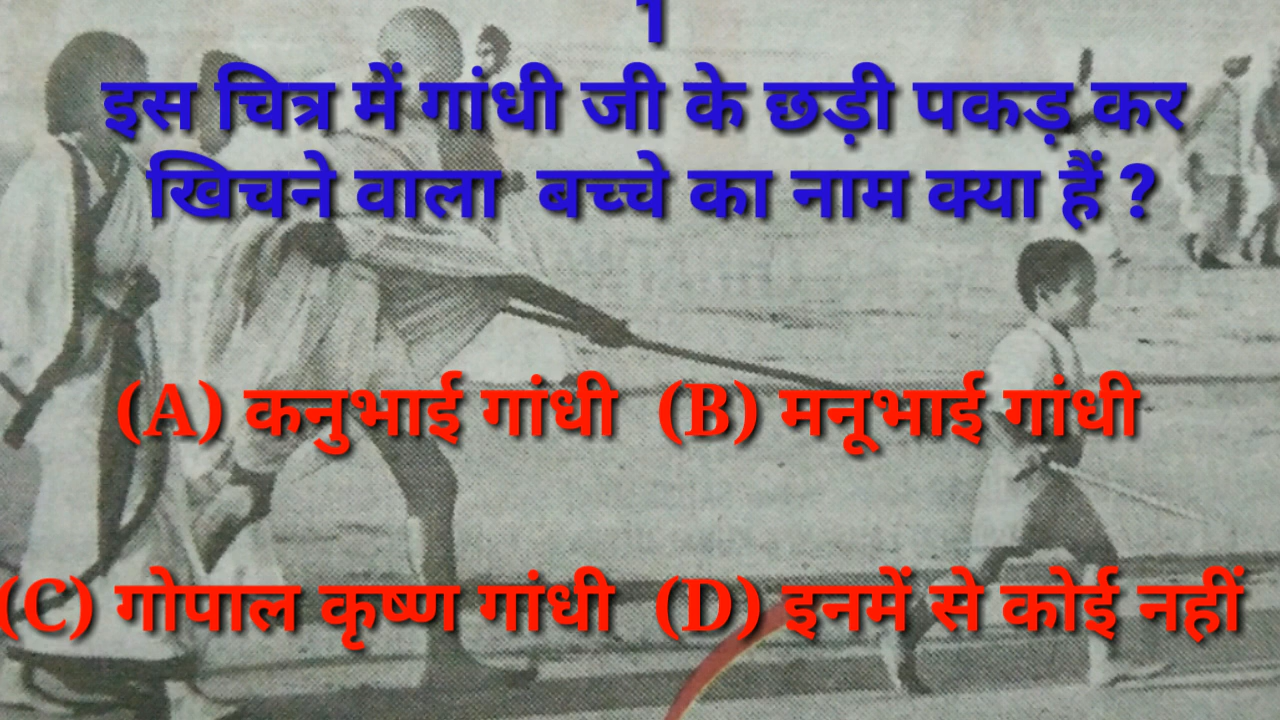 1
इस चित्र में गांधी जी के छड़ी पकड़ कर
खिचने वाला बच्चे का नाम क्या हैं ?
(A) कनुभाई गांधी (B) मनूभाई गांधी
(C) गोपाल कृष्ण गांधी (D) इनमें से कोई नहीं